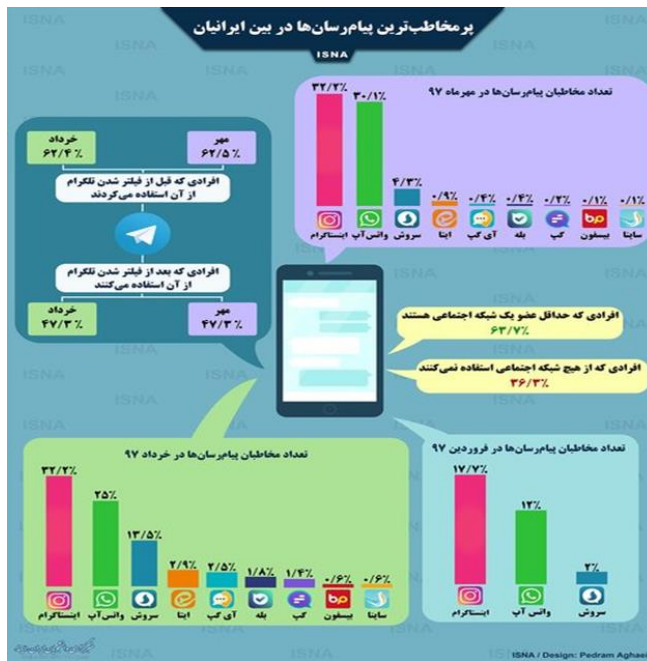 پرمخاطب‌ترین پیام‌رسان‌ها در بین ایرانیان
ISNA
تعداد مخاطبان پیام‌رسان‌ها در مهرماه ۹۷
۳۲/۲٪ ۳۰/۱٪ ۴/۳٪ ۰/۹٪ ۰/۴٪ ۰/۴٪ ۰/۲٪ ۰/۱٪ ۰/۱٪
اینستاگرام واتس‌آپ سروش ایتا آی گپ بله گپ بیسفون ساینا
مهر
۶۲/۵٪
خرداد
۶۲/۴٪
افرادی که قبل از فیلتر شدن تلگرام
از آن استفاده می‌کردند
افرادی که بعد از فیلتر شدن تلگرام
از آن استفاده می‌کنند
مهر
۴۷/۳٪
خرداد
۴۷/۳٪
افرادی که حداقل عضو یک شبکه اجتماعی هستند
۶۳/۷٪
افرادی که از هیچ شبکه اجتماعی استفاده نمی‌کنند
۳۶/۳٪
تعداد مخاطبان پیام‌رسان‌ها در خرداد ۹۷
۳۲/۲٪ ۲۵٪ ۱۳/۵٪ ۲/۹٪ ۲/۵٪ ۱/۸٪ ۱/۴٪ ۰/۶٪ ۰/۶٪
اینستاگرام واتس‌آپ سروش ایتا آی گپ بله گپ بیسفون ساینا
تعداد مخاطبان پیام‌رسان‌ها در فروردین ۹۷
۱۷/۷٪ ۱۲٪ ۲٪
اینستاگرام واتس‌آپ سروش
ISNA / Design: Pedram Aghaei